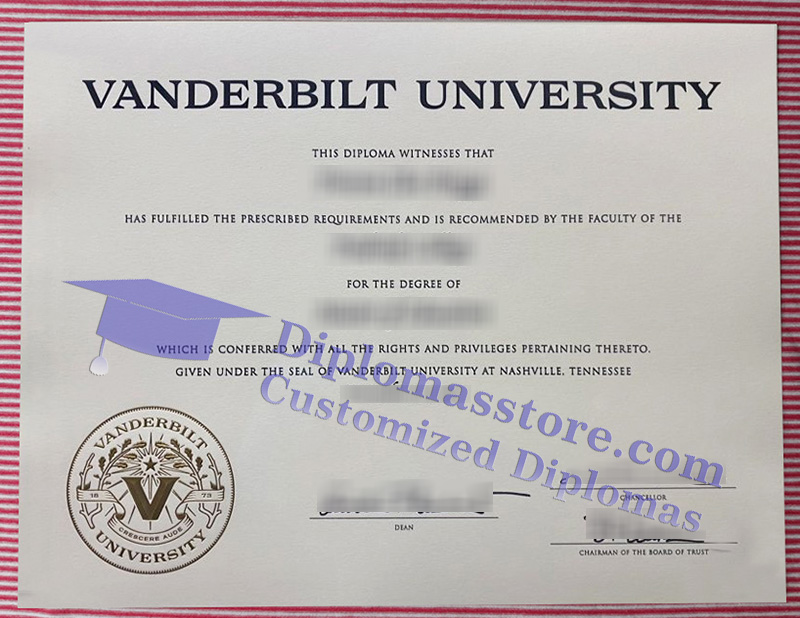 VANDERBILT UNIVERSITY
THIS DIPLOMA WITNESSES THAT
HAS FULFILLED THE PRESCRIBED REQUIREMENTS AND IS RECOMMENDED BY THE FACULTY OF THE
FOR THE DEGREE OF
WHICH IS CONFERRED WITH ALL THE RIGHTS AND PRIVILEGES PERTAINING THERETO.
GIVEN UNDER THE SEAL OF VANDERBILT UNIVERSITY AT NASHVILLE, TENNESSEE
Diplomasstore.com
Customized Diplomas
VANDERBILT
18 73
V
CRESCERE AUDE
UNIVERSITY
DEAN
CHANCELLOR
CHAIRMAN OF THE BOARD OF TRUST